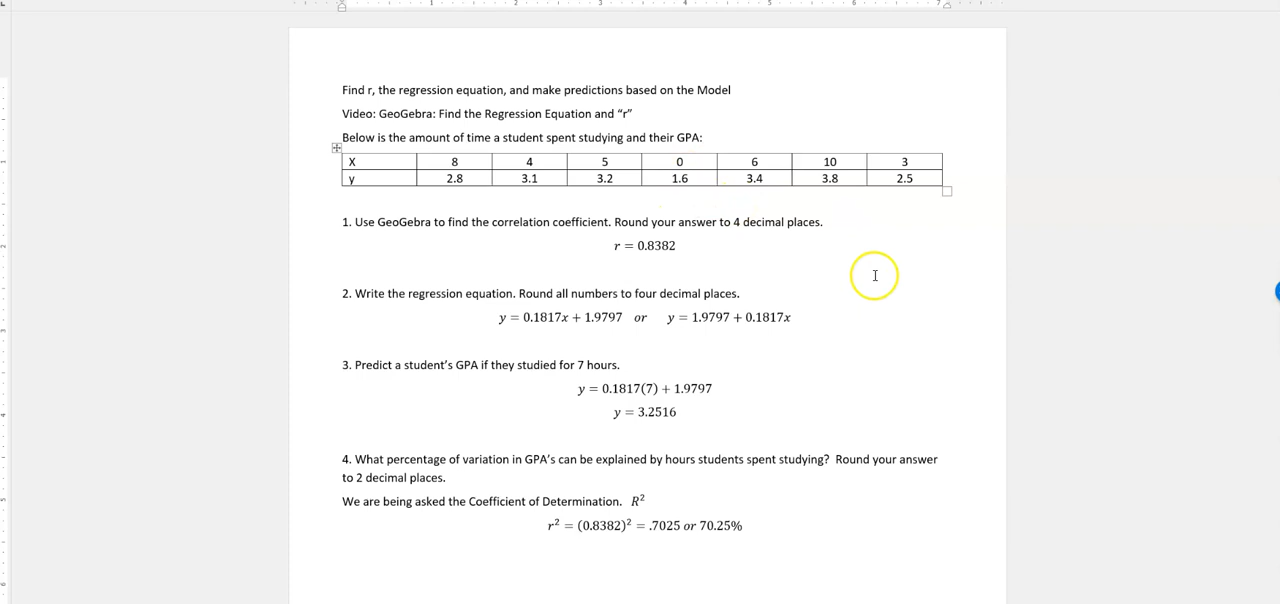 Find r, the regression equation, and make predictions based on the Model
Video: GeoGebra: Find the Regression Equation and “r”
Below is the amount of time a student spent studying and their GPA:
X 8 4 5 0 6 10 3
y 2.8 3.1 3.2 1.6 3.4 3.8 2.5
1. Use GeoGebra to find the correlation coefficient. Round your answer to 4 decimal places.
r = 0.8382
2. Write the regression equation. Round all numbers to four decimal places.
y = 0.1817x + 1.9797 or y = 1.9797 + 0.1817x
3. Predict a student’s GPA if they studied for 7 hours.
y = 0.1817(7) + 1.9797
y = 3.2516
4. What percentage of variation in GPA’s can be explained by hours students spent studying? Round your answer
to 2 decimal places.
We are being asked the Coefficient of Determination. R²
r² = (0.8382)² = .7025 or 70.25%